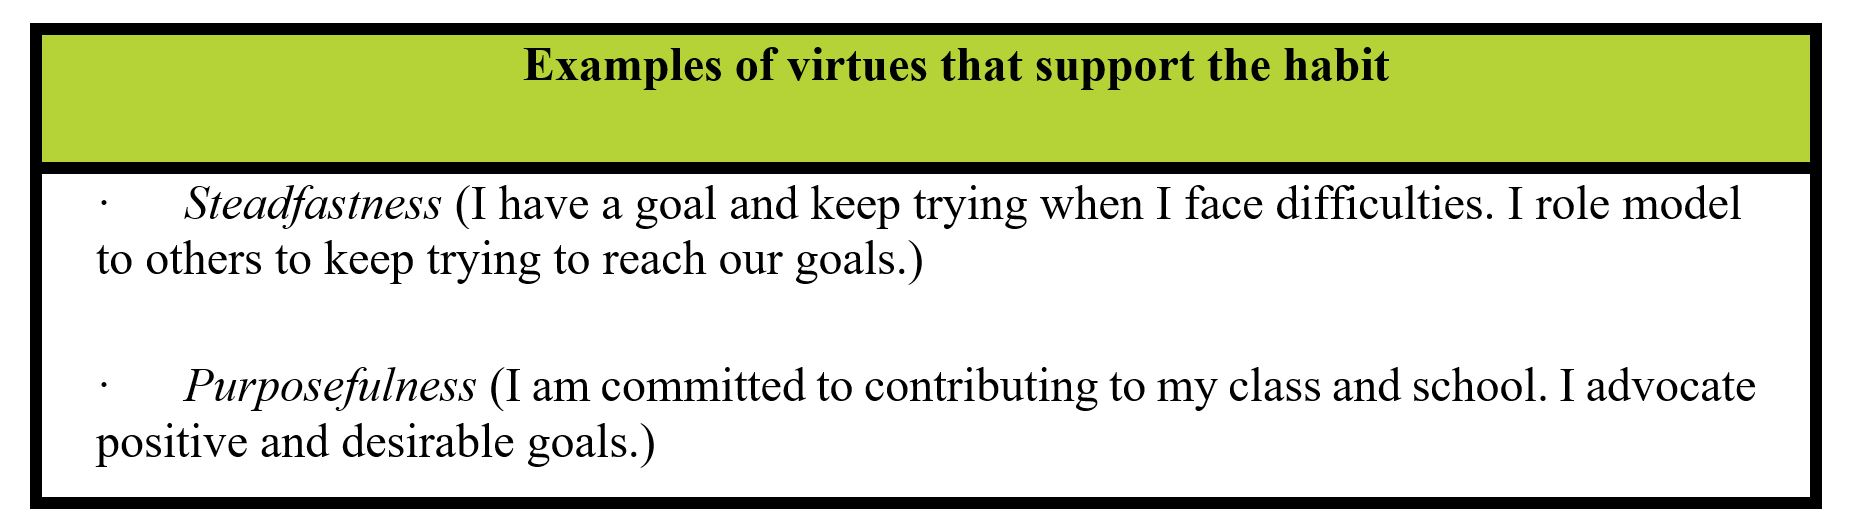 Examples of virtues that support the habit
· Steadfastness (I have a goal and keep trying when I face difficulties. I role model
to others to keep trying to reach our goals.)
· Purposefulness (I am committed to contributing to my class and school. I advocate
positive and desirable goals.)